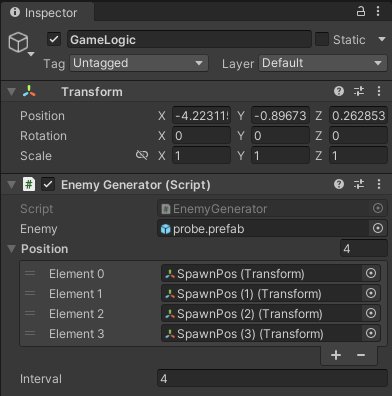 Inspector
GameLogic Static
Tag Untagged Layer Default
Transform
Position X -4.22311 Y -0.89673 Z 0.262853
Rotation X 0 Y 0 Z 0
Scale X 1 Y 1 Z 1
# Enemy Generator (Script)
Script # EnemyGenerator
Enemy probe.prefab
Position 4
Element 0 SpawnPos (Transform)
Element 1 SpawnPos (1) (Transform)
Element 2 SpawnPos (2) (Transform)
Element 3 SpawnPos (3) (Transform)
+ −
Interval 4